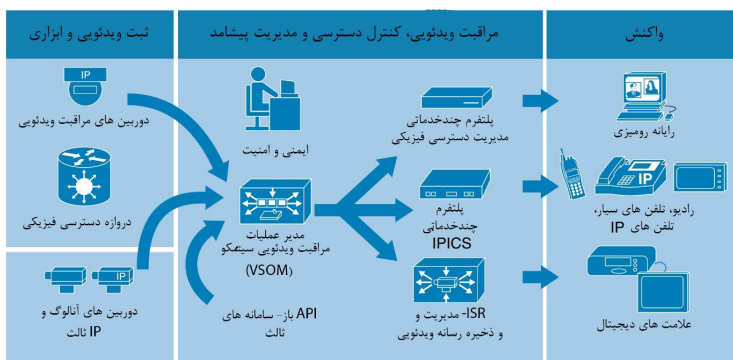 ثبت ویدئویی و ابزاری
IP
دوربین های مراقبت ویدئویی
دروازه دسترسی فیزیکی
IP
دوربین های آنالوگ و
IP ثالث
مراقبت ویدئویی، کنترل دسترسی و مدیریت پیشامد
ایمنی و امنیت
مدیر عملیات
مراقبت ویدئویی سیسکو
(VSOM)
API باز- سامانه های
ثالث
پلتفرم چندخدماتی
مدیریت دسترسی فیزیکی
پلتفرم
چندخدماتی
IPICS
ISR- مدیریت و
و ذخیره رسانه ویدئویی
واکنش
رایانه رومیزی
IP
رادیو، تلفن های سیار،
تلفن های IP
علامت های دیجیتال